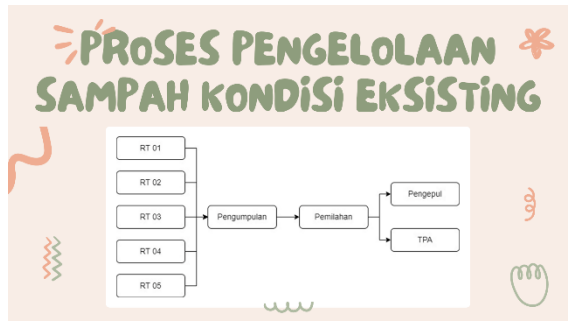 PROSES PENGELOLAAN
SAMPAH KONDISI EKSISTING
RT 01
RT 02
RT 03
RT 04
RT 05
Pengumpulan
Pemilahan
Pengepul
TPA